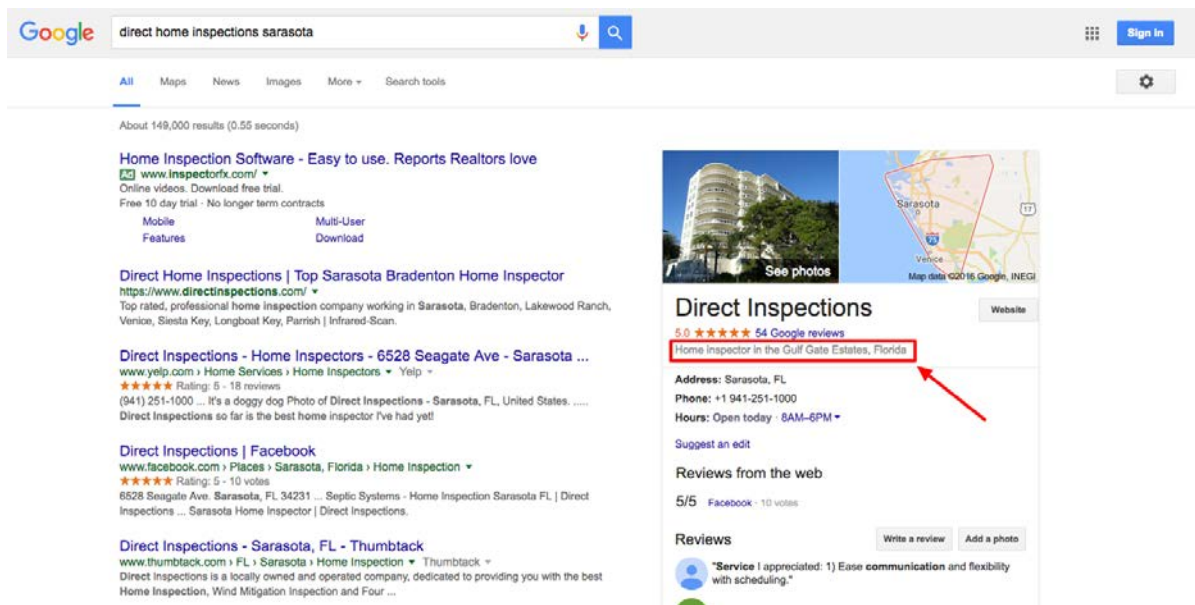 Google
direct home inspections sarasota
Sign in
All Maps News Images More Search tools
About 149,000 results (0.55 seconds)
Home Inspection Software - Easy to use. Reports Realtors love
Ad www.inspectorfx.com/
Online videos. Download free trial.
Free 10 day trial · No longer term contracts
Mobile Multi-User
Features Download
Direct Home Inspections | Top Sarasota Bradenton Home Inspector
https://www.directinspections.com/
Top rated, professional home inspection company working in Sarasota, Bradenton, Lakewood Ranch,
Venice, Siesta Key, Longboat Key, Parrish | Infrared-Scan.
Direct Inspections - Home Inspectors - 6528 Seagate Ave - Sarasota ...
www.yelp.com › Home Services › Home Inspectors Yelp
Rating: 5 - 18 reviews
(941) 251-1000 ... It's a doggy dog Photo of Direct Inspections - Sarasota, FL, United States. .....
Direct Inspections so far is the best home inspector I've had yet!
Direct Inspections | Facebook
www.facebook.com › Places › Sarasota, Florida › Home Inspection
Rating: 5 - 10 votes
6528 Seagate Ave. Sarasota, FL 34231 ... Septic Systems - Home Inspection Sarasota FL | Direct
Inspections ... Sarasota Home Inspector | Direct Inspections.
Direct Inspections - Sarasota, FL - Thumbtack
www.thumbtack.com › FL › Sarasota › Home Inspection Thumbtack
Direct Inspections is a locally owned and operated company, dedicated to providing you with the best
Home Inspection, Wind Mitigation Inspection and Four ...
See photos
Sarasota
17
75
Venice
Map data ©2016 Google, INEGI
Direct Inspections
Website
5.0 ★★★★★ 54 Google reviews
Home inspector in the Gulf Gate Estates, Florida
Address: Sarasota, FL
Phone: +1 941-251-1000
Hours: Open today · 8AM–6PM
Suggest an edit
Reviews from the web
5/5 Facebook · 10 votes
Reviews
Write a review Add a photo
"Service I appreciated: 1) Ease communication and flexibility
with scheduling."